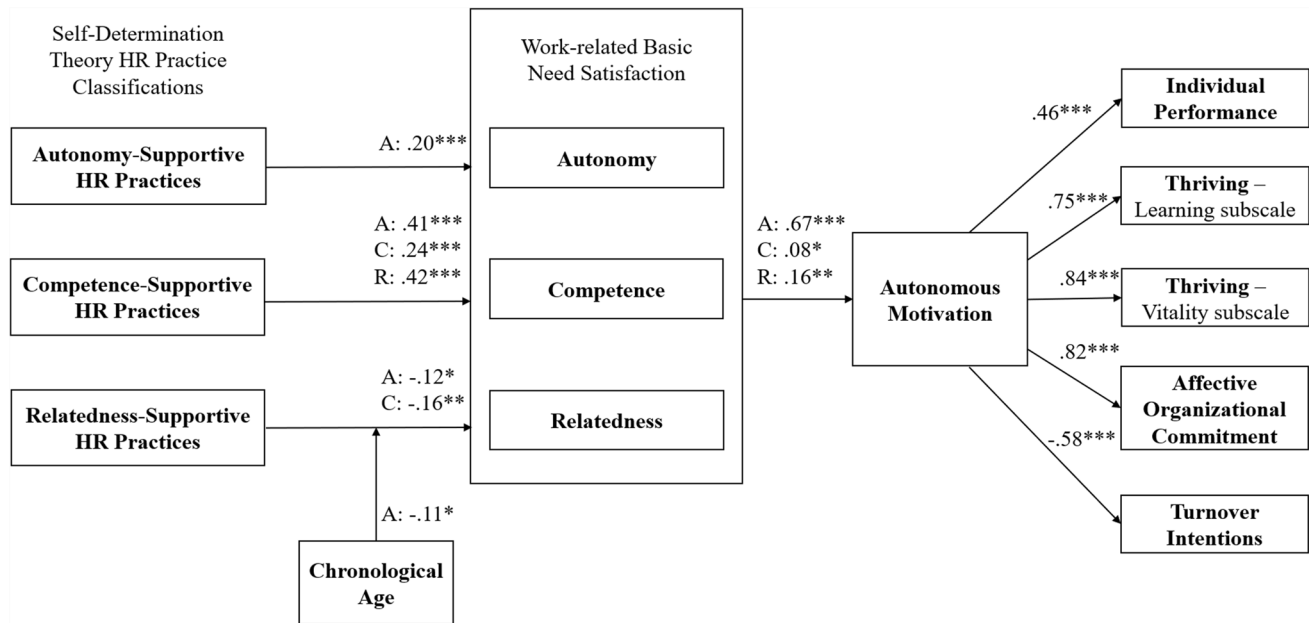 Self-Determination
Theory HR Practice
Classifications
Autonomy-Supportive
HR Practices
Competence-Supportive
HR Practices
Relatedness-Supportive
HR Practices
A: .20***
A: .41***
C: .24***
R: .42***
A: -.12*
C: -.16**
A: -.11*
Chronological
Age
Work-related Basic
Need Satisfaction
Autonomy
Competence
Relatedness
A: .67***
C: .08*
R: .16**
Autonomous
Motivation
.46***
.75***
.84***
.82***
-.58***
Individual
Performance
Thriving –
Learning subscale
Thriving –
Vitality subscale
Affective
Organizational
Commitment
Turnover
Intentions